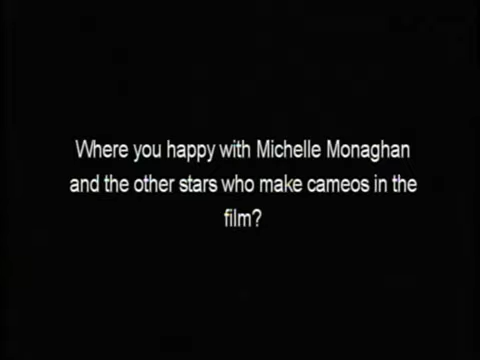 Where you happy with Michelle Monaghan
and the other stars who make cameos in the
film?